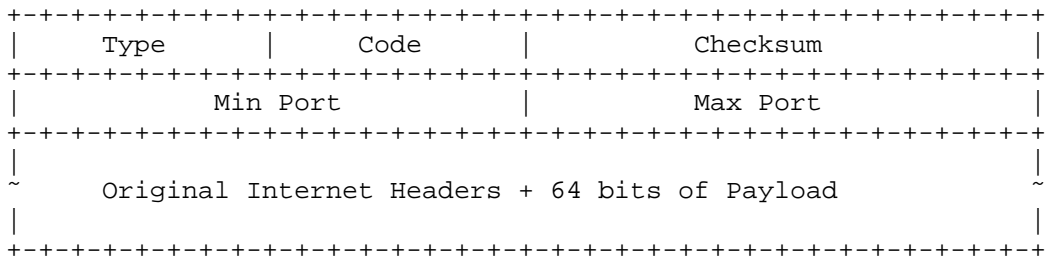 +-+-+-+-+-+-+-+-+-+-+-+-+-+-+-+-+-+-+-+-+-+-+-+-+-+-+-+-+-+-+-+-+
|     Type      |     Code      |          Checksum             |
+-+-+-+-+-+-+-+-+-+-+-+-+-+-+-+-+-+-+-+-+-+-+-+-+-+-+-+-+-+-+-+-+
|            Min Port           |          Max Port             |
+-+-+-+-+-+-+-+-+-+-+-+-+-+-+-+-+-+-+-+-+-+-+-+-+-+-+-+-+-+-+-+-+
|                                                               |
~     Original Internet Headers + 64 bits of Payload            ~
|                                                               |
+-+-+-+-+-+-+-+-+-+-+-+-+-+-+-+-+-+-+-+-+-+-+-+-+-+-+-+-+-+-+-+-+